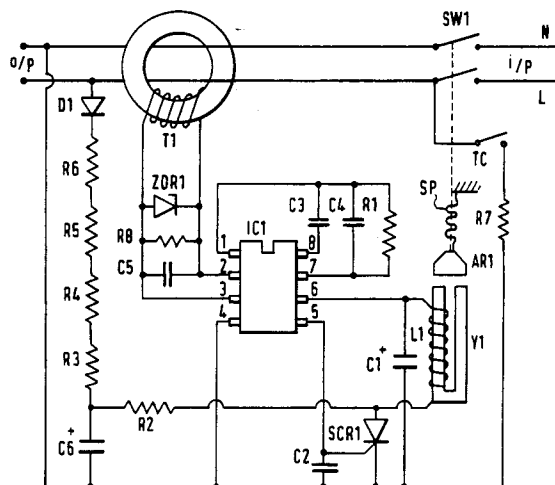 SW1
N
o/P
i/P
L
D1
T1
TC
R6
ZDR1
SP
IC1
C3
C4
R1
R7
R5
R8
1
8
AR1
C5
2
7
R4
3
6
4
5
L1
Y1
R3
C1
+
R2
SCR1
+
C6
C2